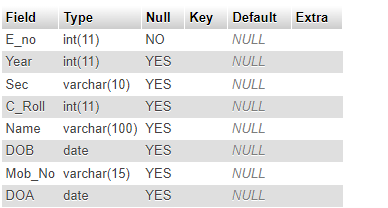 Field Type Null Key Default Extra
E_no int(11) NO NULL
Year int(11) YES NULL
Sec varchar(10) YES NULL
C_Roll int(11) YES NULL
Name varchar(100) YES NULL
DOB date YES NULL
Mob_No varchar(15) YES NULL
DOA date YES NULL